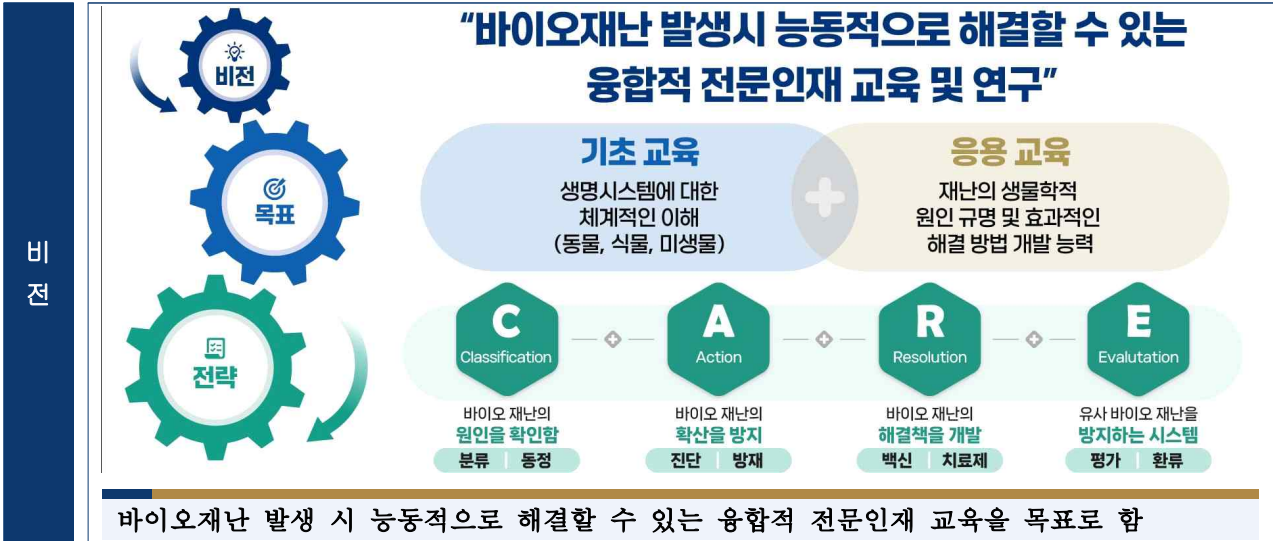 비
전
비전
목표
전략
“바이오재난 발생시 능동적으로 해결할 수 있는
융합적 전문인재 교육 및 연구”
기초 교육
생명시스템에 대한
체계적인 이해
(동물, 식물, 미생물)
응용 교육
재난의 생물학적
원인 규명 및 효과적인
해결 방법 개발 능력
C
Classification
바이오 재난의
원인을 확인함
분류 | 동정
A
Action
바이오 재난의
확산을 방지
진단 | 방재
R
Resolution
바이오 재난의
해결책을 개발
백신 | 치료제
E
Evalutation
유사 바이오 재난을
방지하는 시스템
평가 | 환류
바이오재난 발생 시 능동적으로 해결할 수 있는 융합적 전문인재 교육을 목표로 함